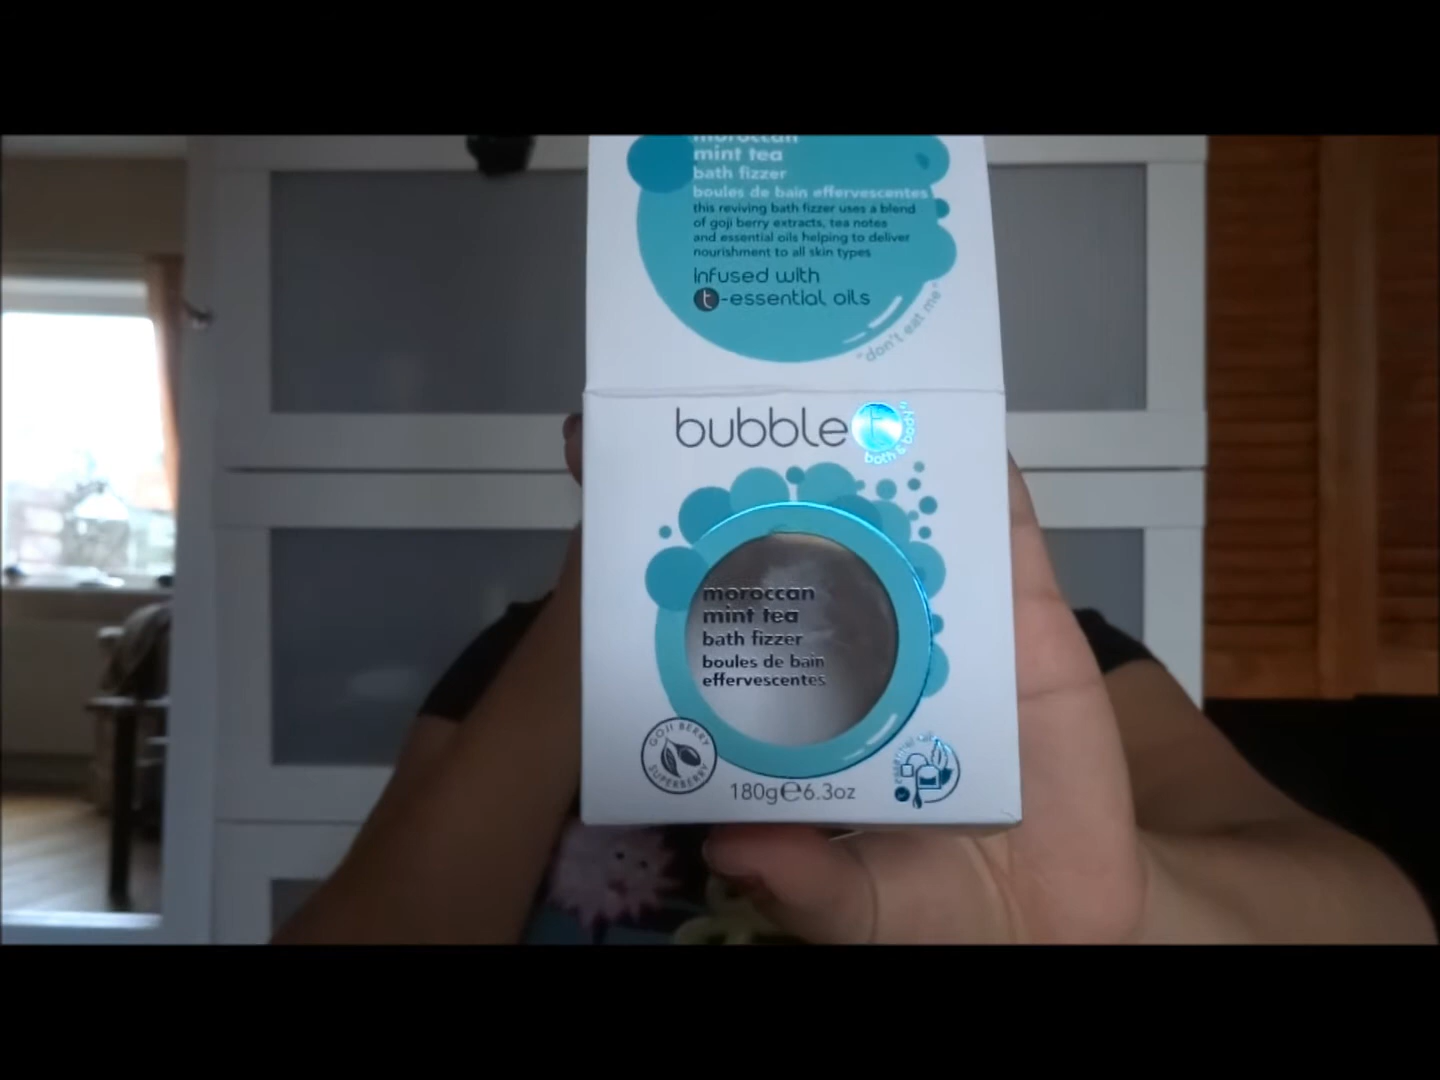 moroccan
mint tea
bath fizzer
boules de bain effervescentes
this reviving bath fizzer uses a blend
of goji berry extracts, tea notes
and essential oils helping to deliver
nourishment to all skin types
infused with
t-essential oils
"don't eat me"
bubble t
bath & body
moroccan
mint tea
bath fizzer
boules de bain
effervescentes
GOJI BERRY
SUPERBERRY
180g℮6.3oz
t essential oils